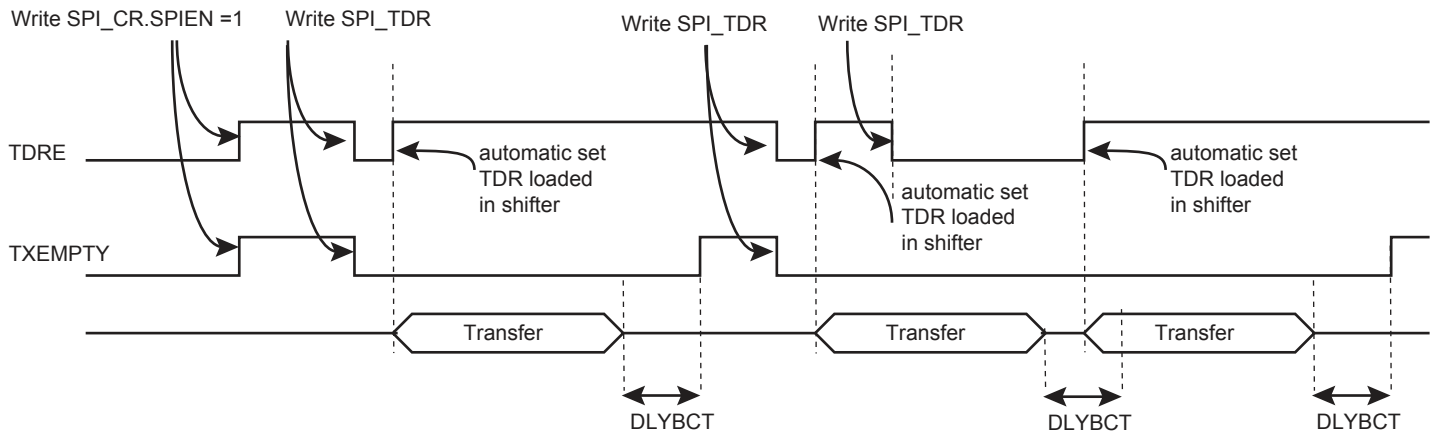 Write SPI_CR.SPIEN =1
Write SPI_TDR
Write SPI_TDR
Write SPI_TDR
TDRE
automatic set
TDR loaded
in shifter
automatic set
TDR loaded
in shifter
automatic set
TDR loaded
in shifter
TXEMPTY
Transfer
Transfer
Transfer
DLYBCT
DLYBCT
DLYBCT